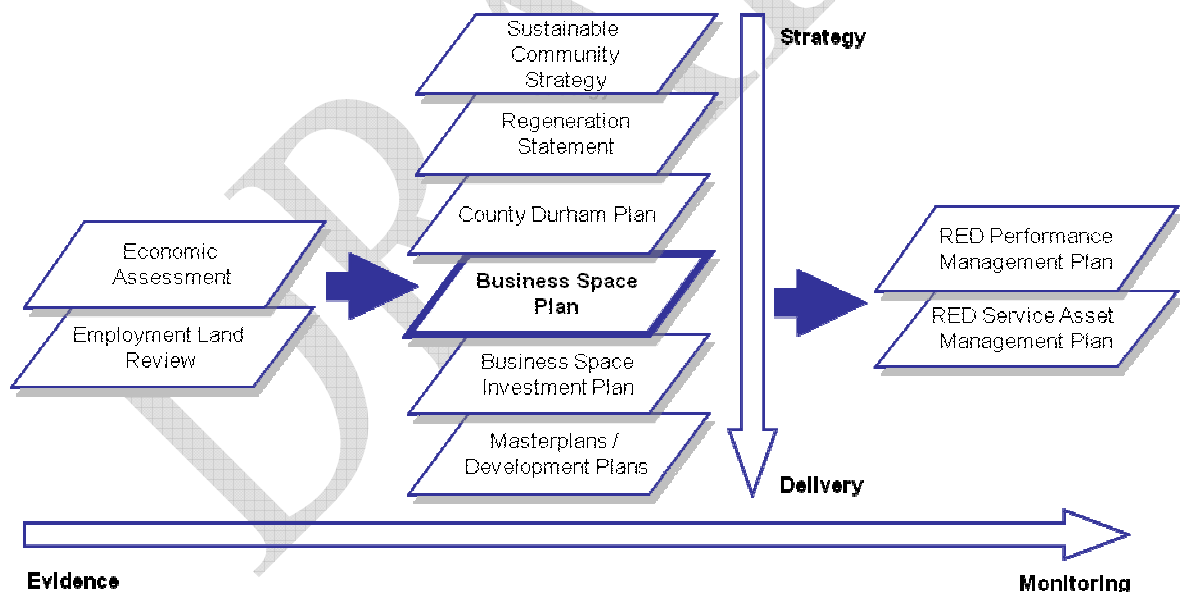 Sustainable
Community
Strategy
Strategy
Regeneration
Statement
County Durham Plan
Economic
Assessment
Employment Land
Review
Business Space
Plan
RED Performance
Management Plan
RED Service Asset
Management Plan
Business Space
Investment Plan
Masterplans /
Development Plans
Delivery
Evidence
Monitoring